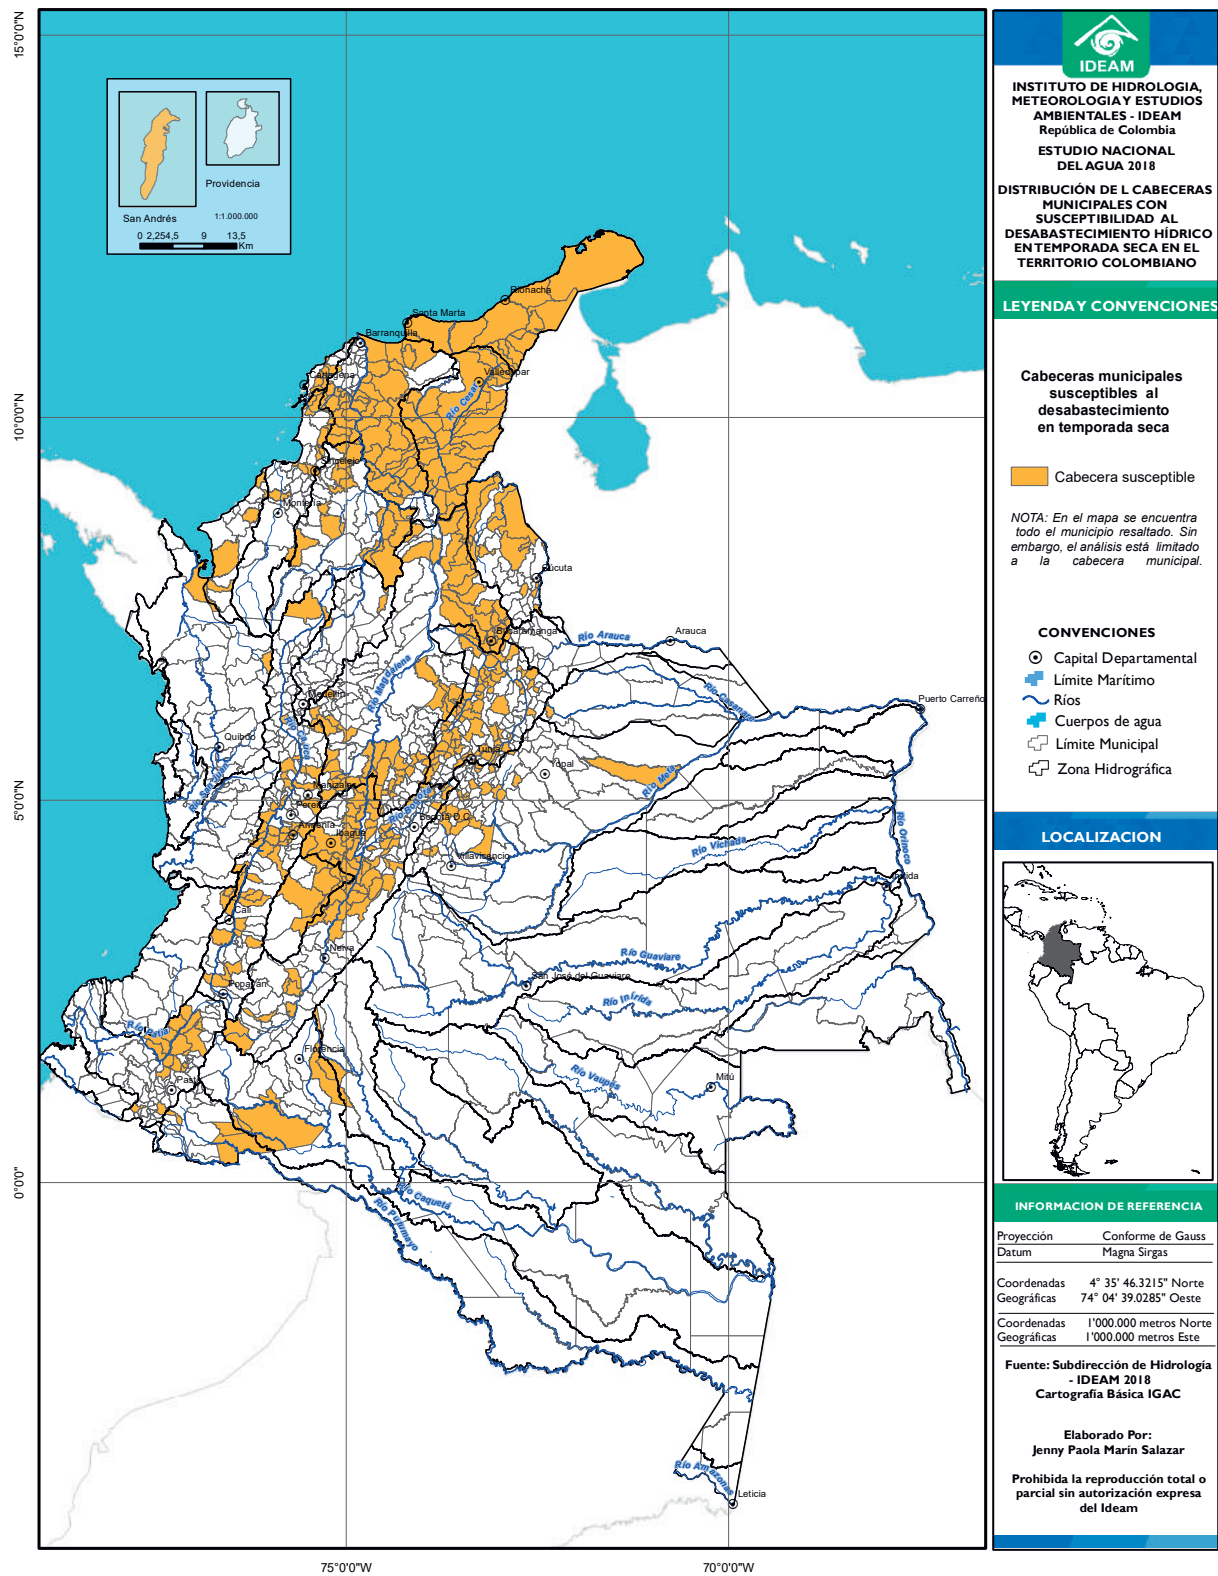 15°0'0"N
10°0'0"N
5°0'0"N
0°0'0"
75°0'0"W
70°0'0"W
San Andrés
Providencia
1:1.000.000
0 2,254,5 9 13,5
Km
Riohacha
Santa Marta
Barranquilla
Cartagena
Valledupar
Río Cesar
Sincelejo
Montería
Cúcuta
Bucaramanga
Río Arauca
Arauca
Río Magdalena
Medellín
Río Casanare
Puerto Carreño
Quibdó
Río Cauca
Río San Juan
Tunja
Yopal
Río Meta
Manizales
Pereira
Armenia
Ibagué
Río Bogotá
Bogotá D.C.
Villavicencio
Río Vichada
Río Orinoco
Inírida
Cali
Neiva
Río Guaviare
San José del Guaviare
Río Inírida
Popayán
Río Patía
Florencia
Pasto
Río Vaupés
Mitú
Río Caquetá
Río Putumayo
Río Amazonas
Leticia
IDEAM
INSTITUTO DE HIDROLOGIA,
METEOROLOGIA Y ESTUDIOS
AMBIENTALES - IDEAM
República de Colombia
ESTUDIO NACIONAL
DEL AGUA 2018
DISTRIBUCIÓN DE L CABECERAS
MUNICIPALES CON
SUSCEPTIBILIDAD AL
DESABASTECIMIENTO HÍDRICO
EN TEMPORADA SECA EN EL
TERRITORIO COLOMBIANO
LEYENDA Y CONVENCIONES
Cabeceras municipales
susceptibles al
desabastecimiento
en temporada seca
Cabecera susceptible
NOTA: En el mapa se encuentra
todo el municipio resaltado. Sin
embargo, el análisis está limitado
a la cabecera municipal.
CONVENCIONES
Capital Departamental
Límite Marítimo
Ríos
Cuerpos de agua
Límite Municipal
Zona Hidrográfica
LOCALIZACION
INFORMACION DE REFERENCIA
Proyección Conforme de Gauss
Datum Magna Sirgas
Coordenadas 4° 35' 46.3215" Norte
Geográficas 74° 04' 39.0285" Oeste
Coordenadas 1'000.000 metros Norte
Geográficas 1'000.000 metros Este
Fuente: Subdirección de Hidrología
- IDEAM 2018
Cartografía Básica IGAC
Elaborado Por:
Jenny Paola Marín Salazar
Prohibida la reproducción total o
parcial sin autorización expresa
del Ideam